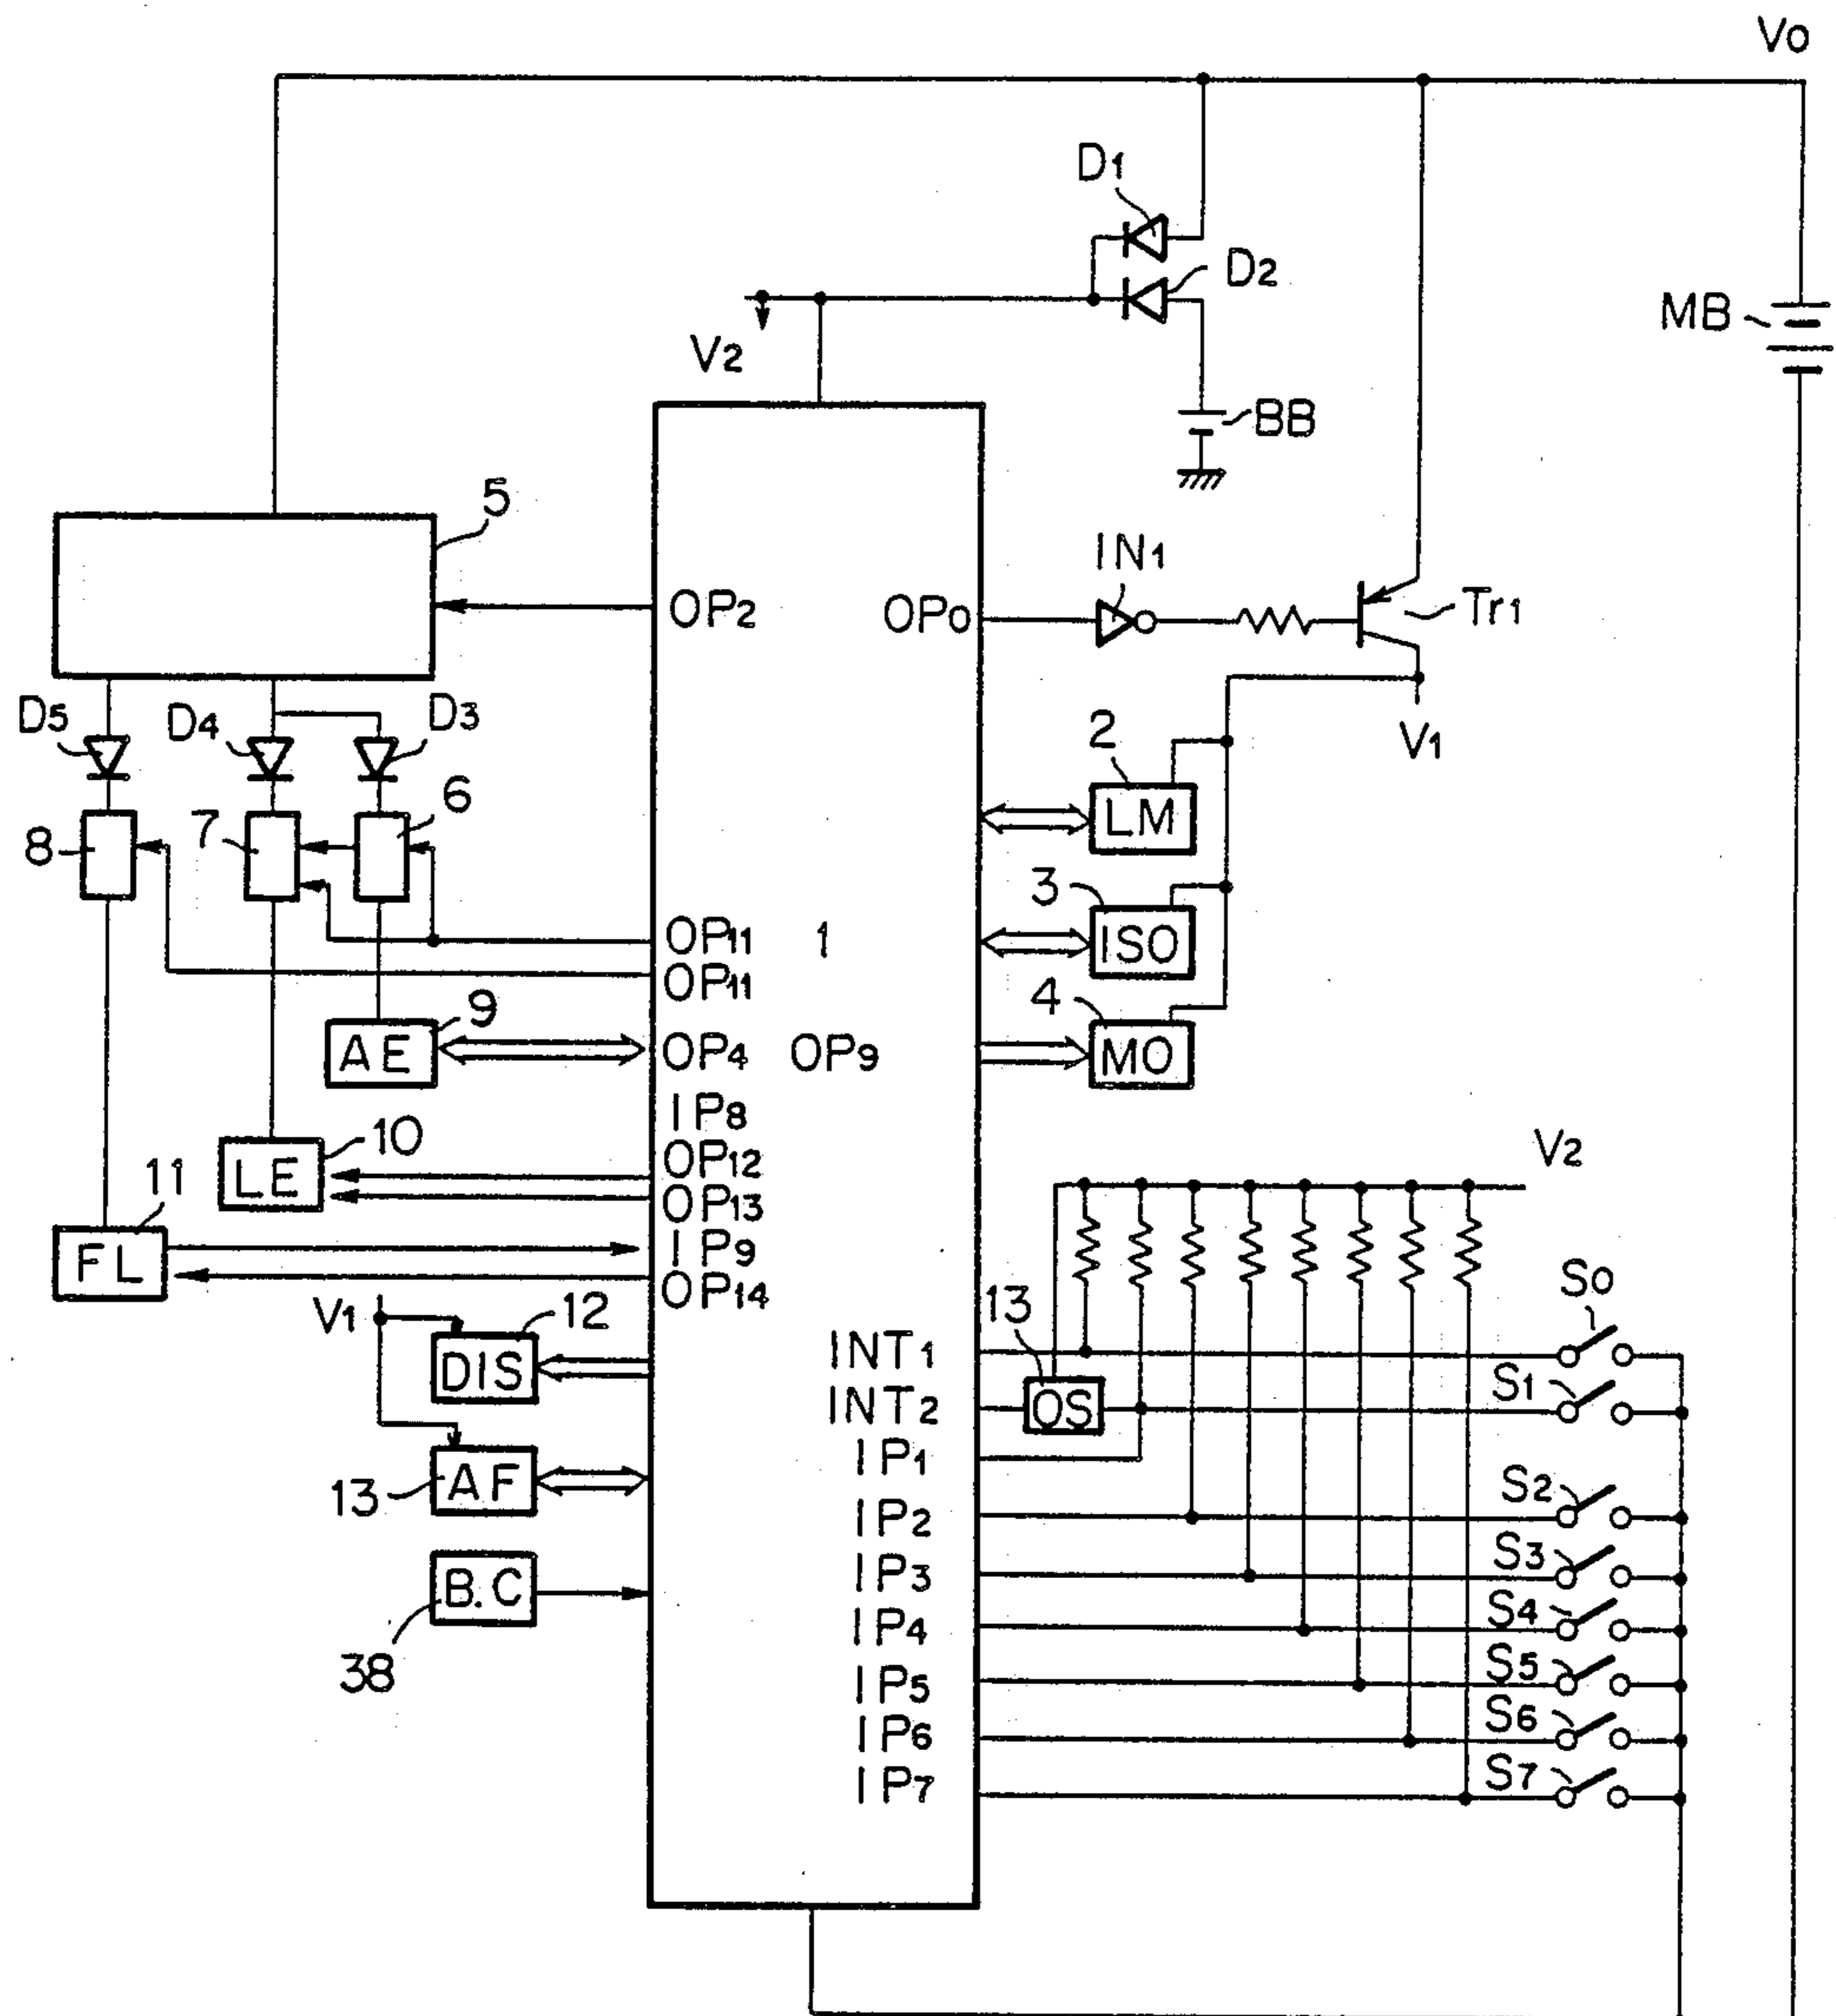 V0
D1
D2
MB
V2
BB
5
IN1
OP2
OP0
Tr1
D5
D4
D3
V1
2
LM
6
7
8
3
ISO
OP11
1
OP11
4
9
AE
OP4
OP9
MO
IP8
10
OP12
LE
OP13
V2
11
IP9
FL
OP14
S0
V1
12
13
INT1
DIS
S1
INT2
OS
IP1
13
AF
S2
IP2
S3
IP3
B.C
S4
IP4
38
S5
IP5
S6
IP6
S7
IP7